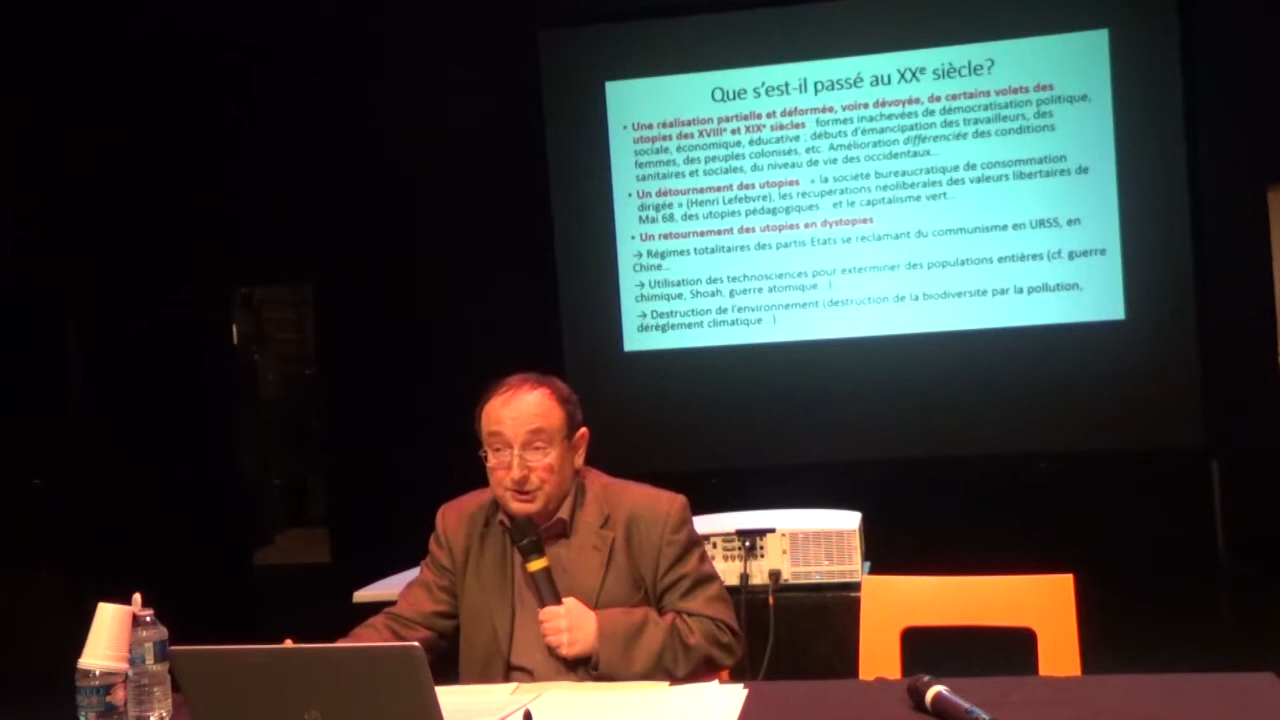 Que s'est-il passé au XXe siècle?
• Une réalisation partielle et déformée, voire dévoyée, de certains volets des
utopies des XVIIIe et XIXe siècles : formes inachevées de démocratisation politique,
sociale, économique, éducative ; débuts d'émancipation des travailleurs, des
femmes, des peuples colonisés, etc. Amélioration différenciée des conditions
sanitaires et sociales, du niveau de vie des occidentaux...
• Un détournement des utopies : « la société bureaucratique de consommation
dirigée » (Henri Lefebvre), les récupérations néolibérales des valeurs libertaires de
Mai 68, des utopies pédagogiques... et le capitalisme vert...
• Un retournement des utopies en dystopies
→ Régimes totalitaires des partis-Etats se réclamant du communisme en URSS, en
Chine...
→ Utilisation des technosciences pour exterminer des populations entières (cf. guerre
chimique, Shoah, guerre atomique...)
→ Destruction de l'environnement (destruction de la biodiversité par la pollution,
dérèglement climatique...)